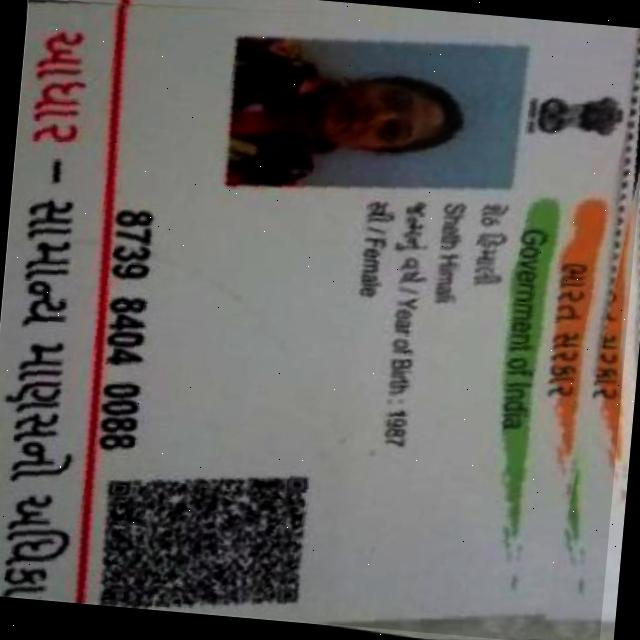 ભારત સરકાર
Government of India
શેઠ હિમાલી
Sheth Himali
જન્મનું વર્ષ / Year of Birth : 1987
સ્ત્રી / Female
8739 8404 0088
આધાર – સામાન્ય માણસનો અધિકા